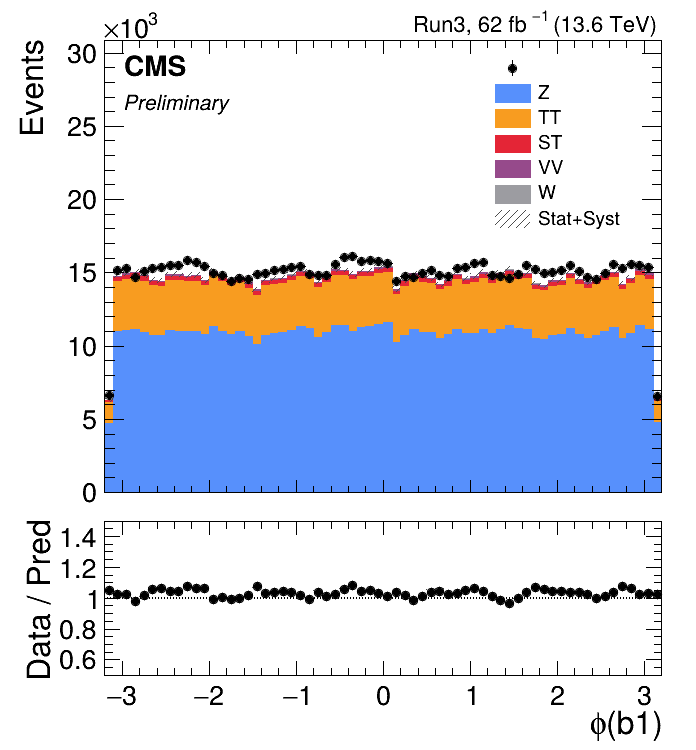 ×10³
Run3, 62 fb⁻¹ (13.6 TeV)
Events
CMS
Preliminary
Z
TT
ST
VV
W
Stat+Syst
30
25
20
15
10
5
0
Data / Pred
1.4
1.2
1
0.8
0.6
−3 −2 −1 0 1 2 3
ϕ(b1)